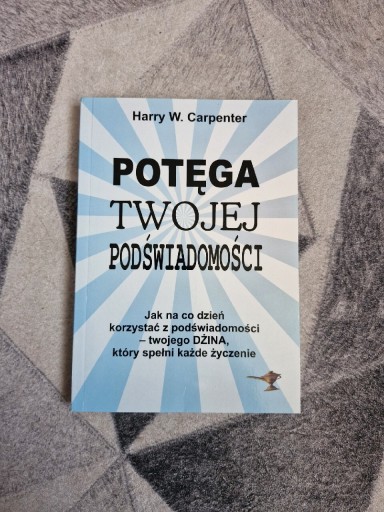 Harry W. Carpenter
POTĘGA
TWOJEJ
PODŚWIADOMOŚCI
Jak na co dzień
korzystać z podświadomości
– twojego DŻINA,
który spełni każde życzenie